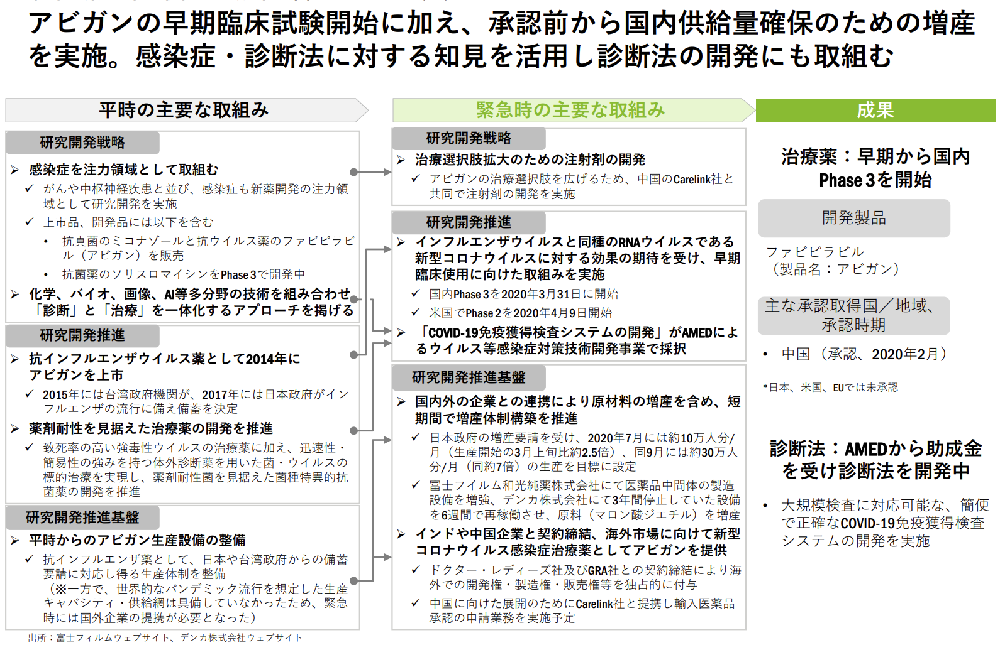 アビガンの早期臨床試験開始に加え、承認前から国内供給量確保のための増産
を実施。感染症・診断法に対する知見を活用し診断法の開発にも取組む
平時の主要な取組み
研究開発戦略
➢ 感染症を注力領域として取組む
✓ がんや中枢神経疾患と並び、感染症も新薬開発の注力領
域として研究開発を実施
✓ 上市品、開発品には以下を含む
• 抗真菌のミコナゾールと抗ウイルス薬のファビピラビ
ル（アビガン）を販売
• 抗菌薬のソリスロマイシンをPhase 3で開発中
➢ 化学、バイオ、画像、AI等多分野の技術を組み合わせ
「診断」と「治療」を一体化するアプローチを掲げる
研究開発推進
➢ 抗インフルエンザウイルス薬として2014年に
アビガンを上市
✓ 2015年には台湾政府機関が、2017年には日本政府がイン
フルエンザの流行に備え備蓄を決定
➢ 薬剤耐性を見据えた治療薬の開発を推進
✓ 致死率の高い強毒性ウイルスの治療薬に加え、迅速性・
簡易性の強みを持つ体外診断薬を用いた菌・ウイルスの
標的治療を実現し、薬剤耐性菌を見据えた菌種特異的抗
菌薬の開発を推進
研究開発推進基盤
➢ 平時からのアビガン生産設備の整備
✓ 抗インフルエンザ薬として、日本や台湾政府からの備蓄
要請に対応し得る生産体制を整備
（※一方で、世界的なパンデミック流行を想定した生産
キャパシティ・供給網は具備していなかったため、緊急
時には国外企業の提携が必要となった）
緊急時の主要な取組み
研究開発戦略
➢ 治療選択肢拡大のための注射剤の開発
✓ アビガンの治療選択肢を広げるため、中国のCarelink社と
共同で注射剤の開発を実施
研究開発推進
➢ インフルエンザウイルスと同種のRNAウイルスである
新型コロナウイルスに対する効果の期待を受け、早期
臨床使用に向けた取組みを実施
✓ 国内Phase 3を2020年3月31日に開始
✓ 米国でPhase 2を2020年4月9日開始
➢ 「COVID-19免疫獲得検査システムの開発」がAMEDによ
るウイルス等感染症対策技術開発事業で採択
研究開発推進基盤
➢ 国内外の企業との連携により原材料の増産を含め、短
期間で増産体制構築を推進
✓ 日本政府の増産要請を受け、2020年7月には約10万人分/
月（生産開始の3月上旬比約2.5倍）、同9月には約30万人
分/月（同約7倍）の生産を目標に設定
✓ 富士フイルム和光純薬株式会社にて医薬品中間体の製造
設備を増強、デンカ株式会社にて3年間停止していた設備
を6週間で再稼働させ、原料（マロン酸ジエチル）を増産
➢ インドや中国企業と契約締結、海外市場に向けて新型
コロナウイルス感染症治療薬としてアビガンを提供
✓ ドクター・レディーズ社及びGRA社との契約締結により海
外での開発権・製造権・販売権等を独占的に付与
✓ 中国に向けた展開のためにCarelink社と提携し輸入医薬品
承認の申請業務を実施予定
成果
治療薬：早期から国内
Phase 3を開始
開発製品
ファビピラビル
（製品名：アビガン）
主な承認取得国／地域、
承認時期
• 中国（承認、2020年2月）
*日本、米国、EUでは未承認
診断法：AMEDから助成金
を受け診断法を開発中
• 大規模検査に対応可能な、簡便
で正確なCOVID-19免疫獲得検査
システムの開発を実施
出所：富士フィルムウェブサイト、デンカ株式会社ウェブサイト